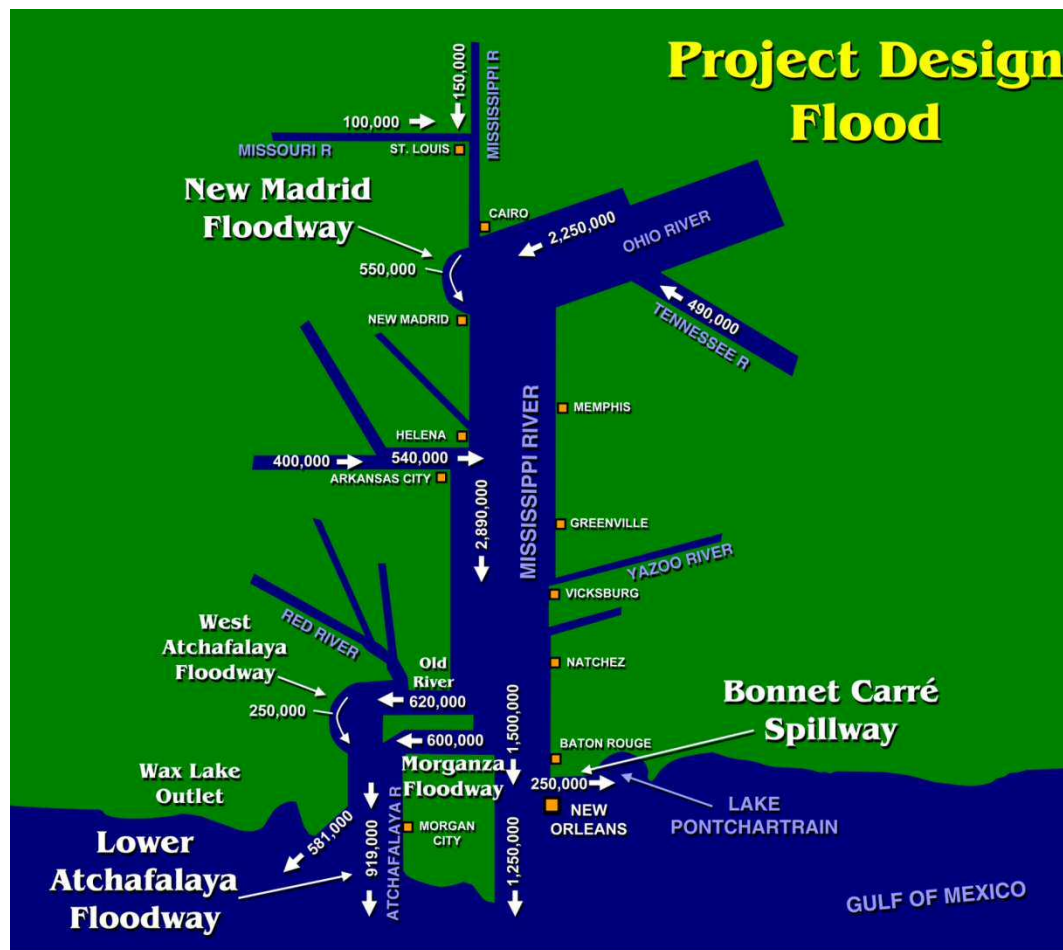 Project Design
Flood
150,000
MISSISSIPPI R
100,000
MISSOURI R
ST. LOUIS
New Madrid
Floodway
CAIRO
2,250,000
OHIO RIVER
550,000
490,000
TENNESSEE R
NEW MADRID
MISSISSIPPI RIVER
MEMPHIS
HELENA
400,000
540,000
ARKANSAS CITY
2,890,000
GREENVILLE
YAZOO RIVER
VICKSBURG
RED RIVER
West
Atchafalaya
Floodway
Old
River
NATCHEZ
620,000
250,000
Bonnet Carré
Spillway
1,500,000
600,000
BATON ROUGE
Morganza
Floodway
Wax Lake
Outlet
250,000
NEW
ORLEANS
LAKE
PONTCHARTRAIN
581,000
919,000
ATCHAFALAYA R
MORGAN
CITY
1,250,000
Lower
Atchafalaya
Floodway
GULF OF MEXICO